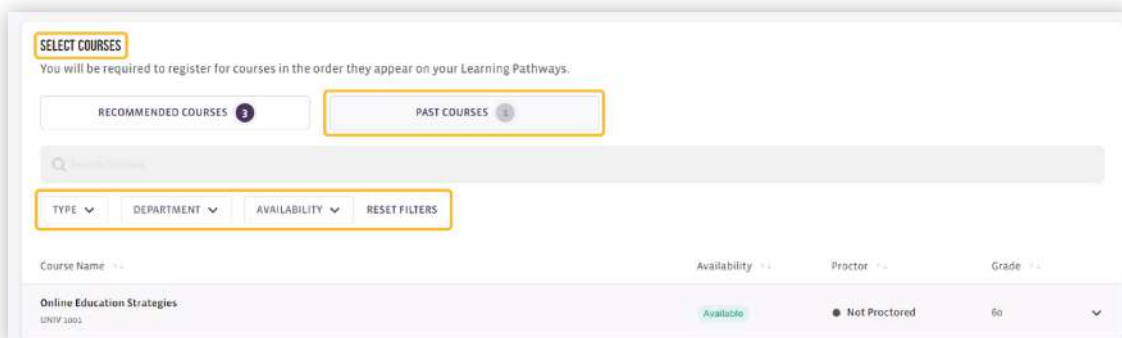 SELECT COURSES
You will be required to register for courses in the order they appear on your Learning Pathways.
RECOMMENDED COURSES 3 PAST COURSES
TYPE DEPARTMENT AVAILABILITY RESET FILTERS
Course Name Availability Proctor Grade
Online Education Strategies
UNIV 1001
Available Not Proctored 60